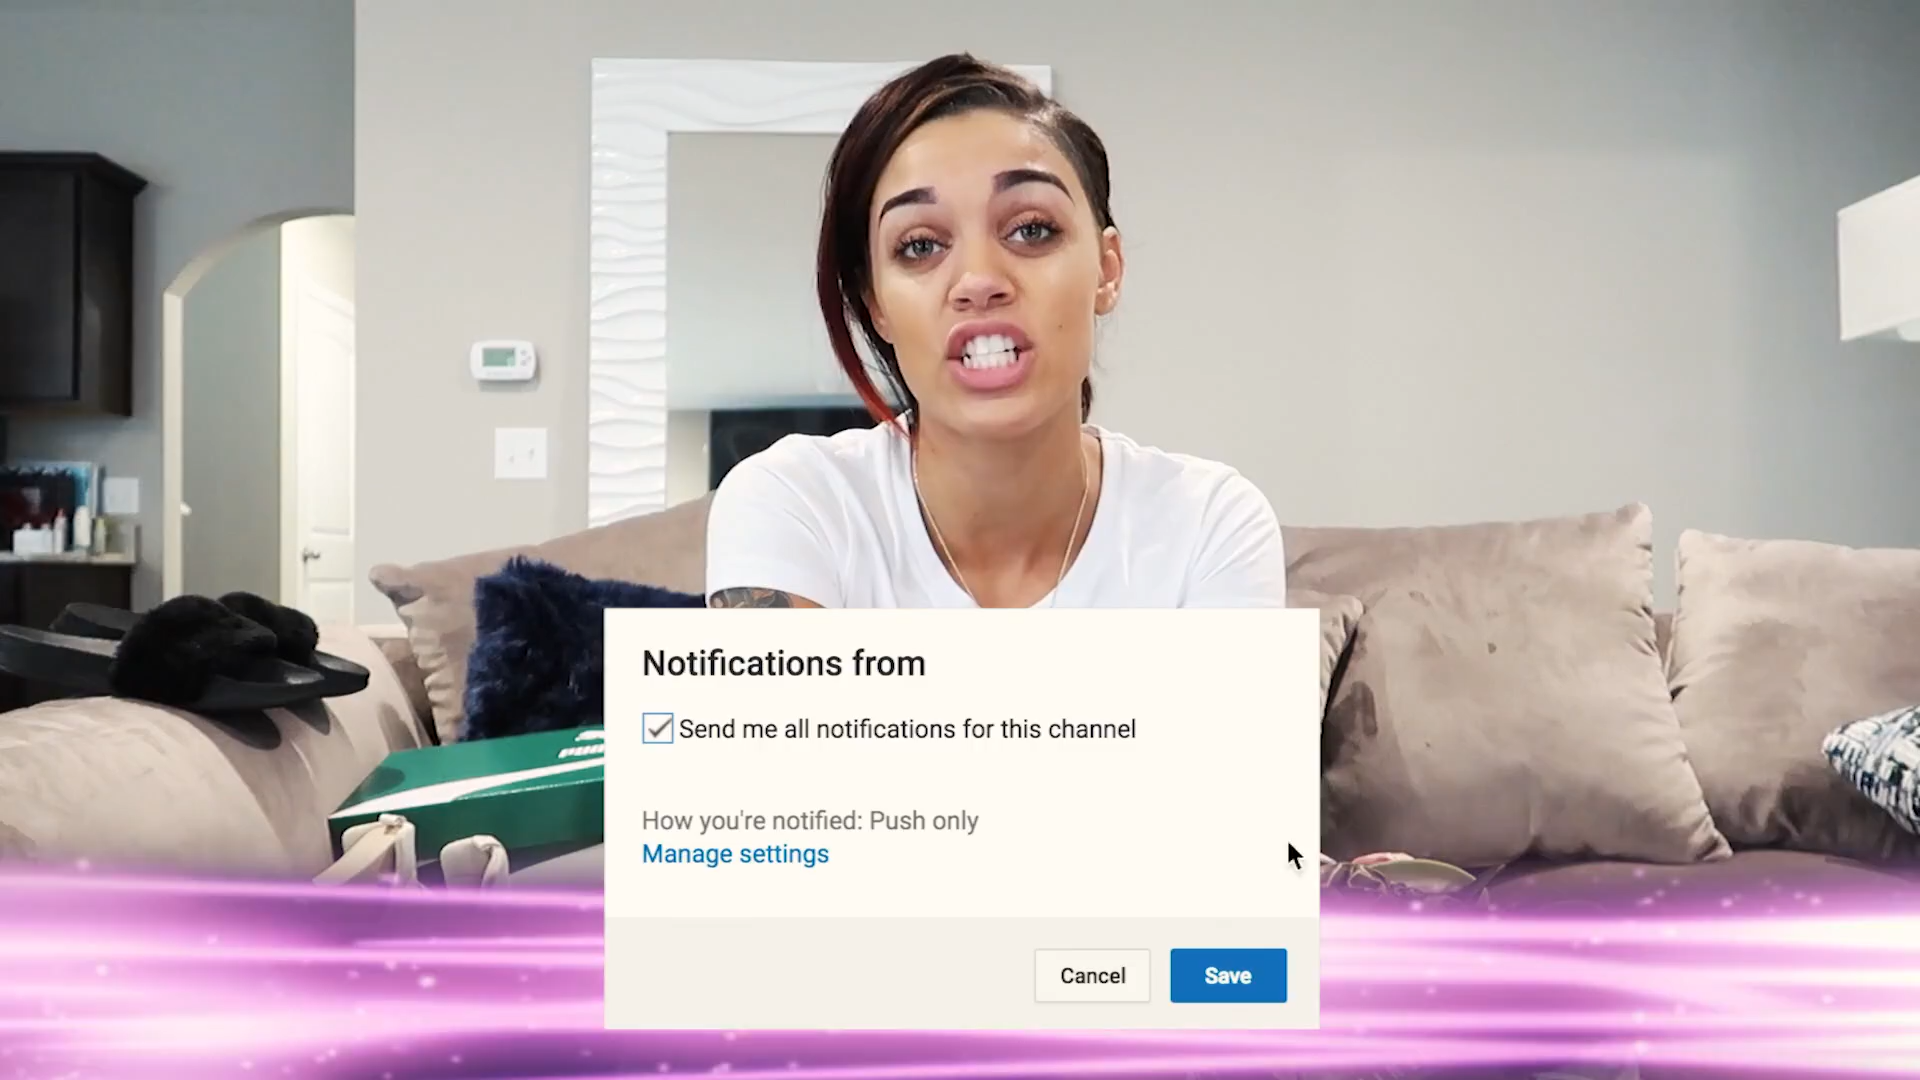 PUMA
Notifications from
Send me all notifications for this channel
How you're notified: Push only
Manage settings
Cancel
Save